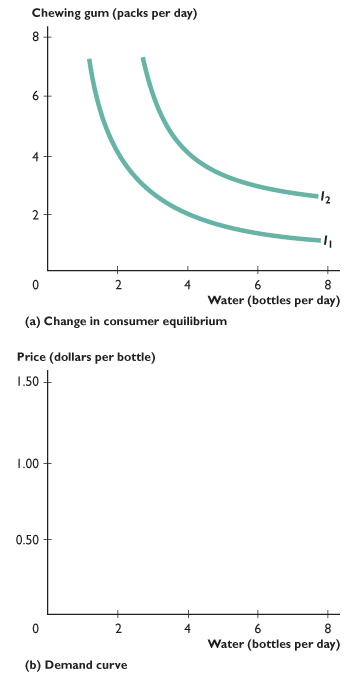 Chewing gum (packs per day)
8
6
4
2
I2
I1
0 2 4 6 8
Water (bottles per day)
(a) Change in consumer equilibrium
Price (dollars per bottle)
1.50
1.00
0.50
0 2 4 6 8
Water (bottles per day)
(b) Demand curve